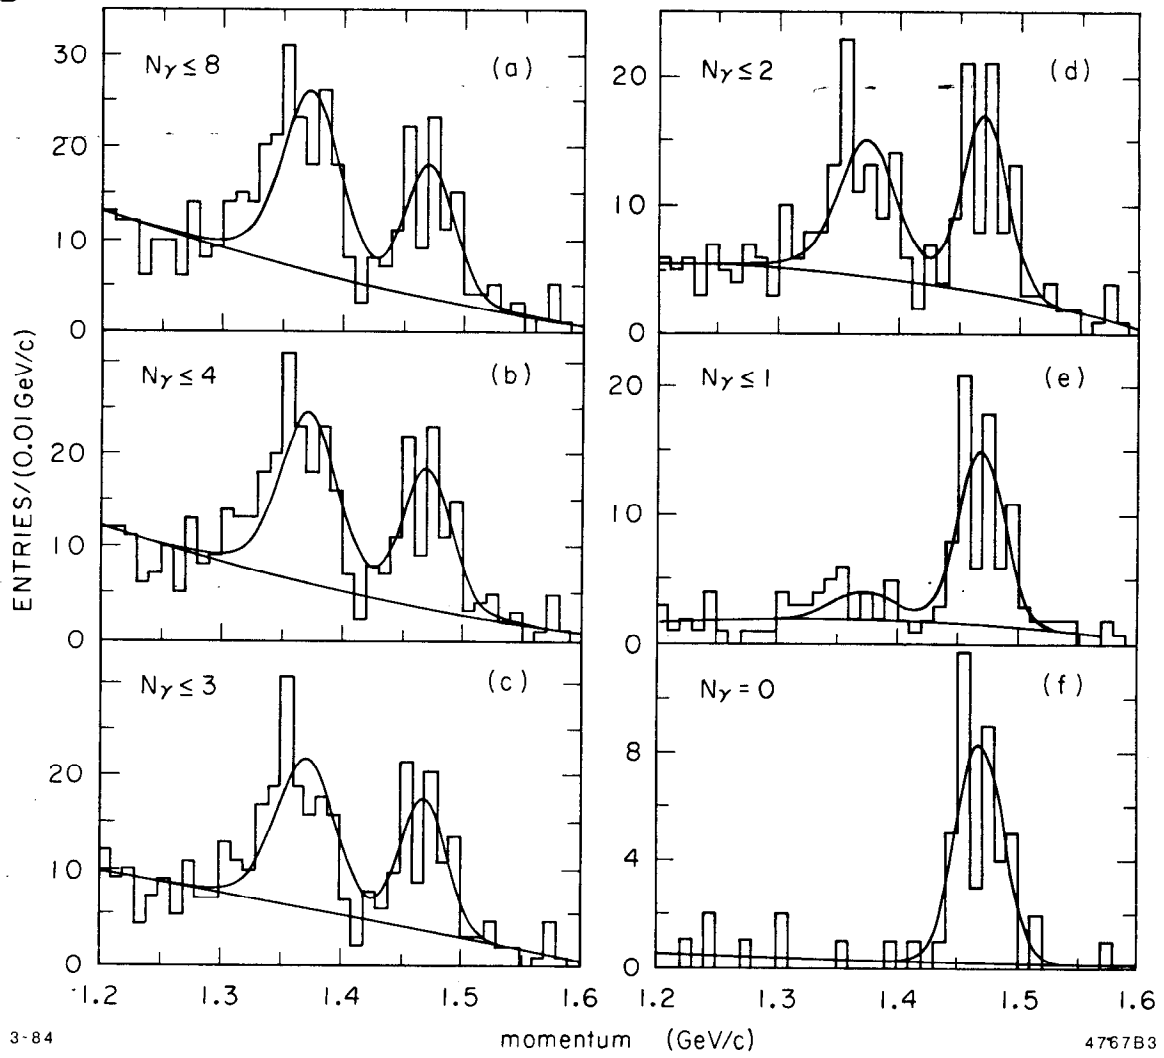 30
Nγ ≤ 8
(a)
20
10
0
Nγ ≤ 4
(b)
20
10
0
Nγ ≤ 3
(c)
20
10
0
1.2
1.3
1.4
1.5
1.6
Nγ ≤ 2
(d)
20
10
0
Nγ ≤ 1
(e)
20
10
0
Nγ = 0
(f)
8
4
0
1.2
1.3
1.4
1.5
1.6
ENTRIES/(0.01 GeV/c)
momentum (GeV/c)
3-84
4767B3